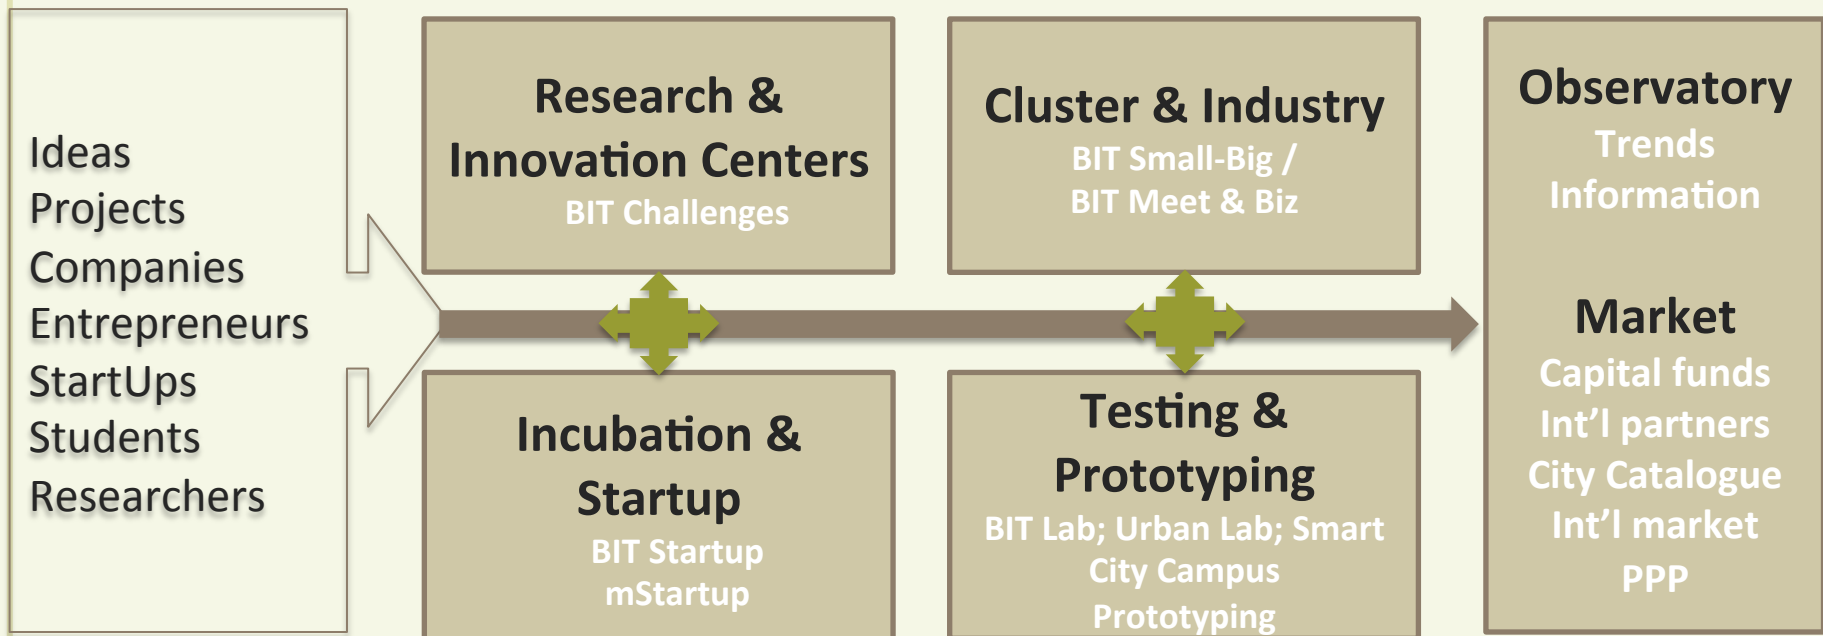 Ideas
Projects
Companies
Entrepreneurs
StartUps
Students
Researchers
Research &
Innovation Centers
BIT Challenges
Incubation &
Startup
BIT Startup
mStartup
Cluster & Industry
BIT Small-Big /
BIT Meet & Biz
Testing &
Prototyping
BIT Lab; Urban Lab; Smart
City Campus
Prototyping
Observatory
Trends
Information
Market
Capital funds
Int’l partners
City Catalogue
Int’l market
PPP